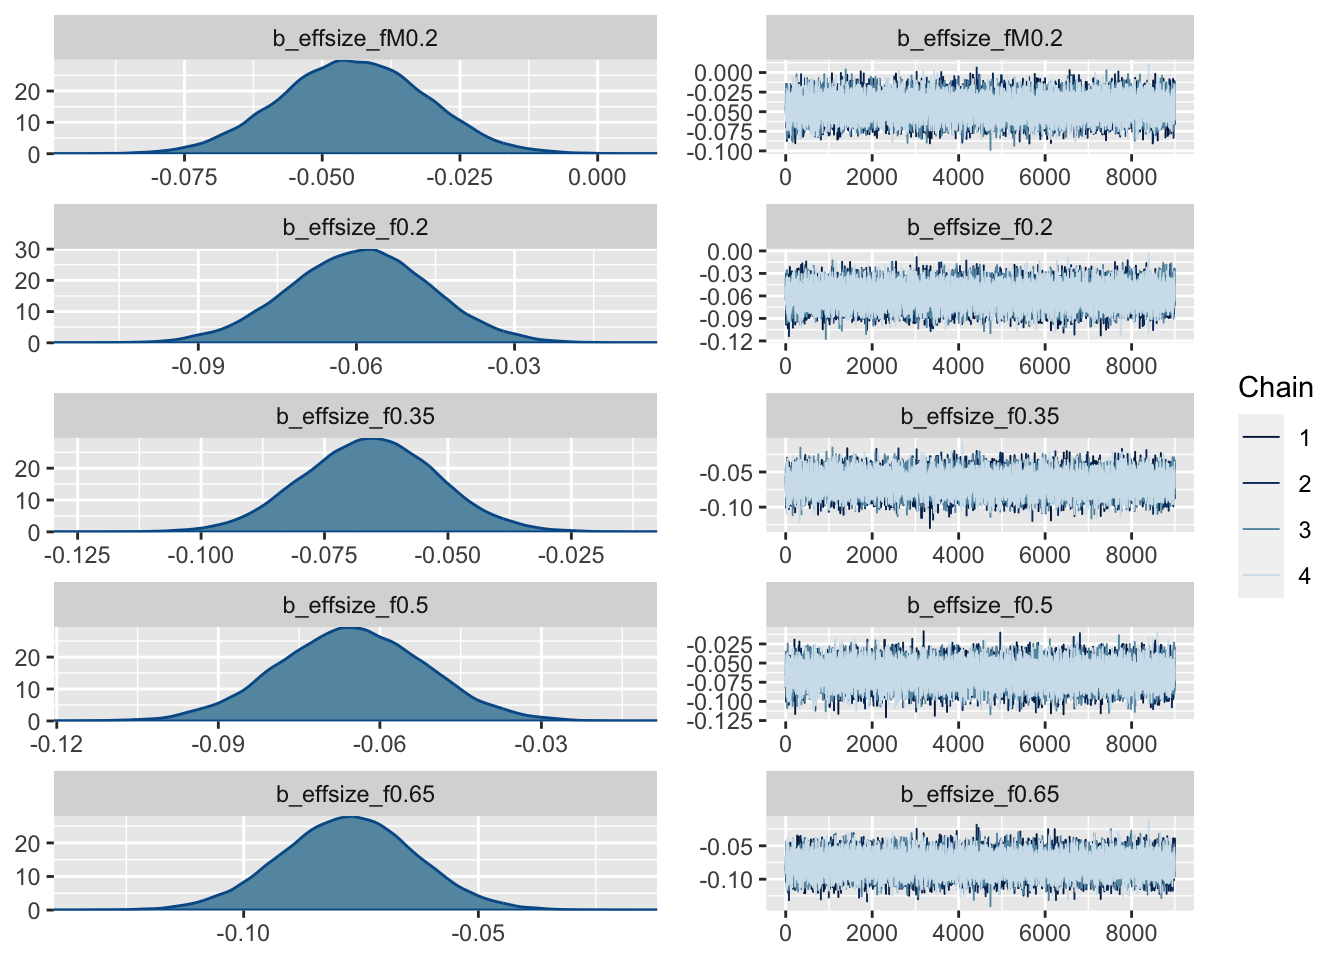 b_effsize_fM0.2
20
10
0
-0.075 -0.050 -0.025 0.000
b_effsize_fM0.2
0.000
-0.025
-0.050
-0.075
-0.100
0 2000 4000 6000 8000
b_effsize_f0.2
30
20
10
0
-0.09 -0.06 -0.03
b_effsize_f0.2
0.00
-0.03
-0.06
-0.09
-0.12
0 2000 4000 6000 8000
b_effsize_f0.35
20
10
0
-0.125 -0.100 -0.075 -0.050 -0.025
b_effsize_f0.35
-0.05
-0.10
0 2000 4000 6000 8000
b_effsize_f0.5
20
10
0
-0.12 -0.09 -0.06 -0.03
b_effsize_f0.5
-0.025
-0.050
-0.075
-0.100
-0.125
0 2000 4000 6000 8000
b_effsize_f0.65
20
10
0
-0.10 -0.05
b_effsize_f0.65
-0.05
-0.10
0 2000 4000 6000 8000
Chain
1
2
3
4